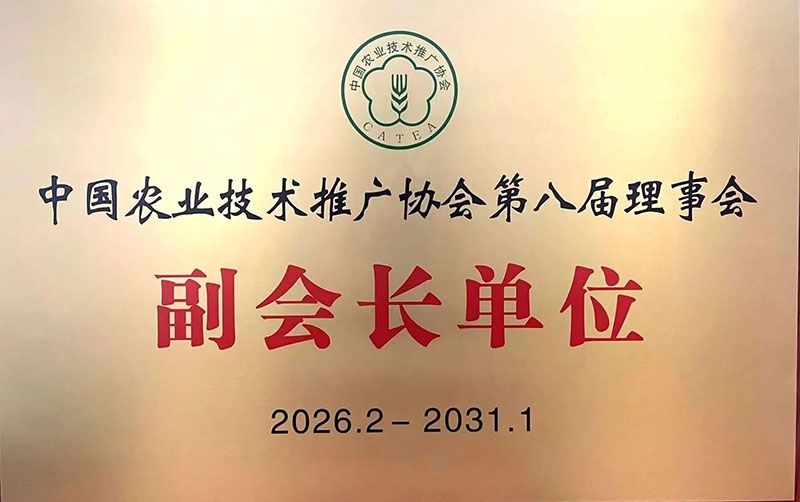 中国农业技术推广协会
CATEA
中国农业技术推广协会第八届理事会
副会长单位
2026.2－2031.1